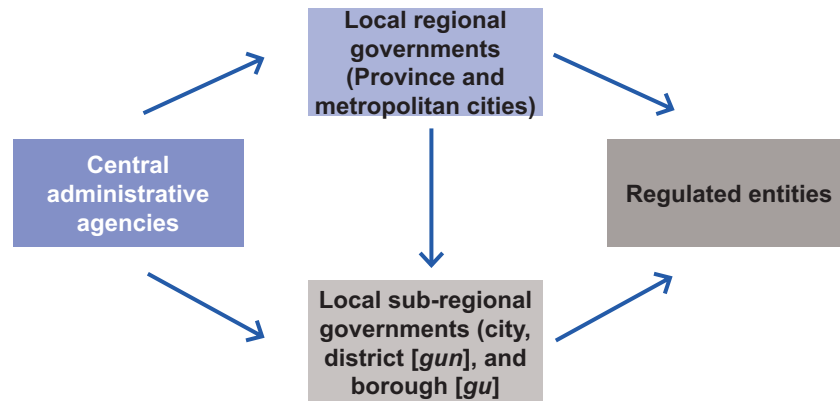 Local regional
governments
(Province and
metropolitan cities)
Central
administrative
agencies
Regulated entities
Local sub-regional
governments (city,
district [gun], and
borough [gu]